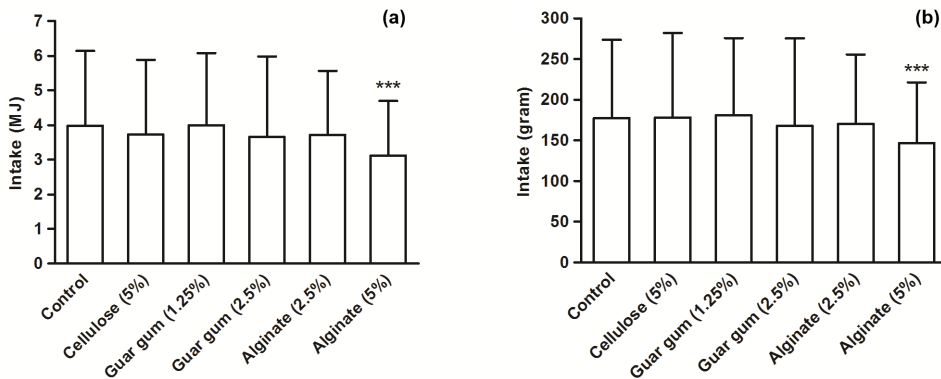 (a)
Intake (MJ)
7
6
5
4
3
2
1
0
***
Control
Cellulose (5%)
Guar gum (1.25%)
Guar gum (2.5%)
Alginate (2.5%)
Alginate (5%)
(b)
Intake (gram)
300
250
200
150
100
50
0
***
Control
Cellulose (5%)
Guar gum (1.25%)
Guar gum (2.5%)
Alginate (2.5%)
Alginate (5%)